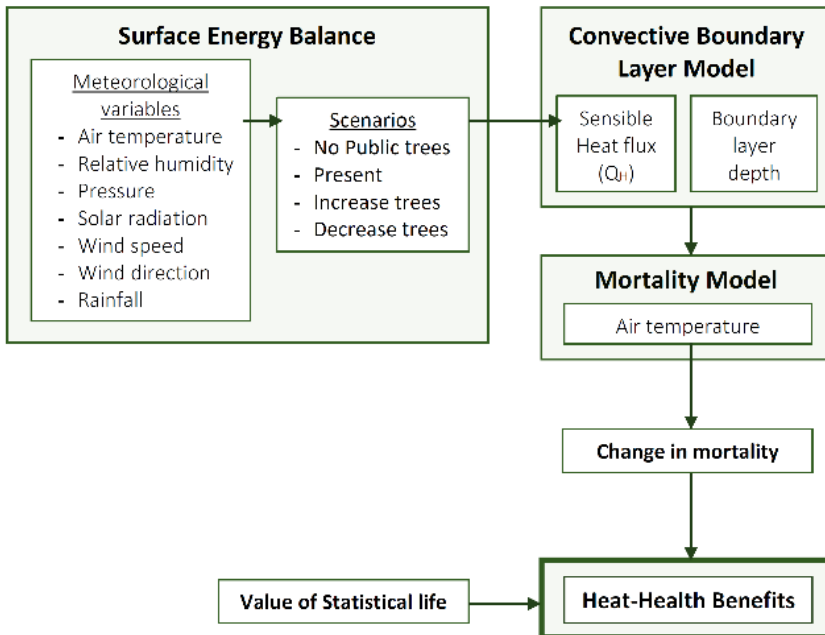 Surface Energy Balance
Meteorological
variables
- Air temperature
- Relative humidity
- Pressure
- Solar radiation
- Wind speed
- Wind direction
- Rainfall
Scenarios
- No Public trees
- Present
- Increase trees
- Decrease trees
Convective Boundary
Layer Model
Sensible
Heat flux
(QH)
Boundary
layer
depth
Mortality Model
Air temperature
Change in mortality
Value of Statistical life
Heat-Health Benefits